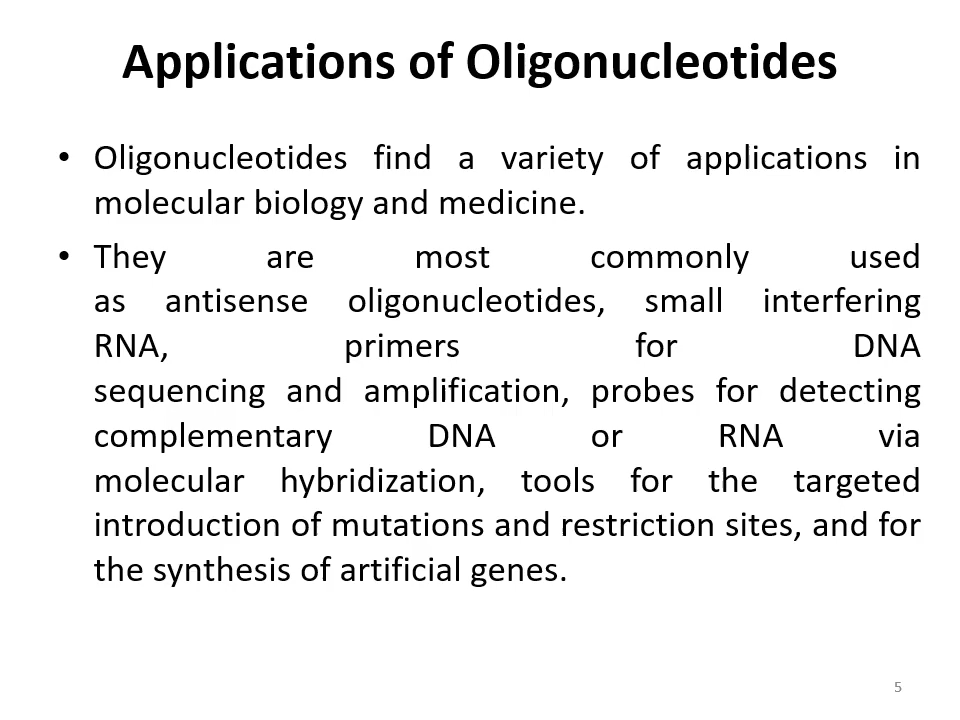 Applications of Oligonucleotides
• Oligonucleotides find a variety of applications in
molecular biology and medicine.
• They are most commonly used
as antisense oligonucleotides, small interfering
RNA, primers for DNA
sequencing and amplification, probes for detecting
complementary DNA or RNA via
molecular hybridization, tools for the targeted
introduction of mutations and restriction sites, and for
the synthesis of artificial genes.
5